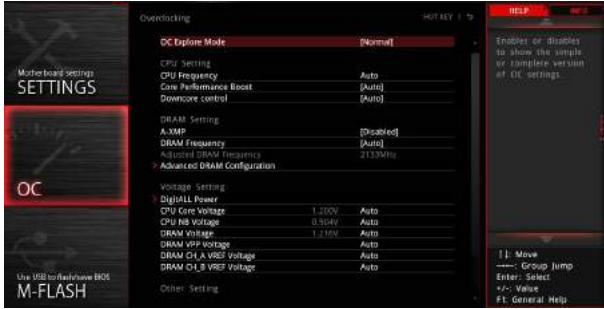 Motherboard settings
SETTINGS
OC
Use USB to flash/save BIOS
M-FLASH
Overclocking
HOT KEY |
OC Explore Mode [Normal]
CPU Setting
CPU Frequency Auto
Core Performance Boost [Auto]
Downcore control [Auto]
DRAM Setting
A-XMP [Disabled]
DRAM Frequency [Auto]
Adjusted DRAM Frequency 2133MHz
> Advanced DRAM Configuration
Voltage Setting
> DigitALL Power
CPU Core Voltage 1.200V Auto
CPU NB Voltage 0.904V Auto
DRAM Voltage 1.216V Auto
DRAM VPP Voltage Auto
DRAM CH_A VREF Voltage Auto
DRAM CH_B VREF Voltage Auto
Other Setting
HELP
INFO
Enables or disables
to show the simple
or complete version
of OC settings.
↑↓: Move
Group Jump
Enter: Select
+/-: Value
F1: General Help